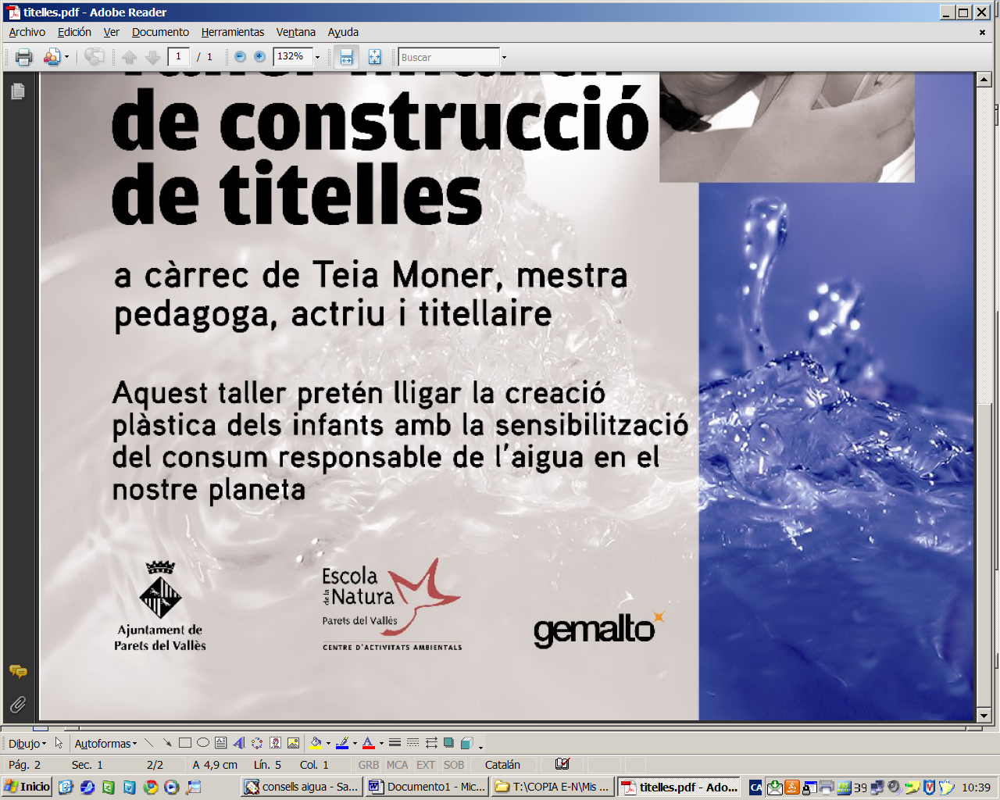 titelles.pdf - Adobe Reader
Archivo Edición Ver Documento Herramientas Ventana Ayuda
1 / 1 132% Buscar
de construcció
de titelles
a càrrec de Teia Moner, mestra
pedagoga, actriu i titellaire
Aquest taller pretén lligar la creació
plàstica dels infants amb la sensibilització
del consum responsable de l'aigua en el
nostre planeta
Ajuntament de
Parets del Vallès
Escola
de la
Natura
Parets del Vallès
CENTRE D'ACTIVITATS AMBIENTALS
gemalto
Dibujo Autoformas
Pág. 2 Sec. 1 2/2 A 4,9 cm Lín. 5 Col. 1 GRB MCA EXT SOB Catalán
Inicio consells aigua - Sa... Documento1 - Mic... T:\COPIA E-N\Mis ... titelles.pdf - Ado... CA 39 10:39